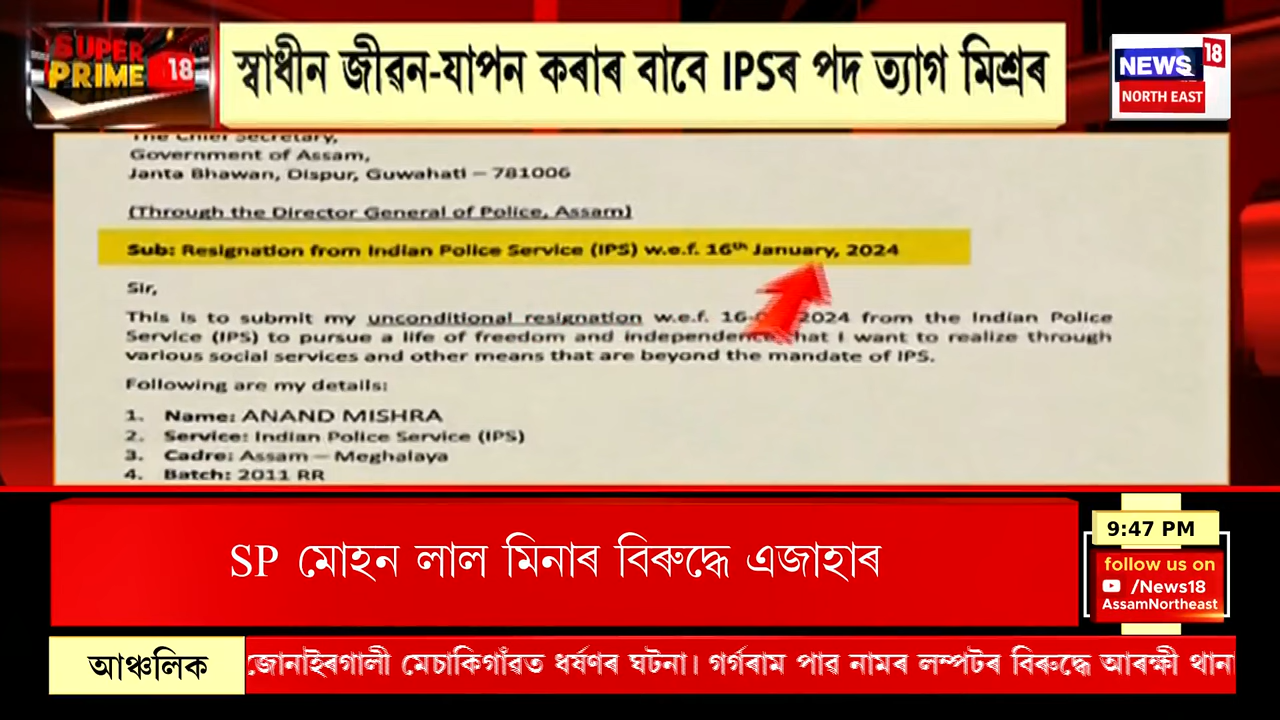 SUPER
PRIME 18
স্বাধীন জীৱন-যাপন কৰাৰ বাবে IPSৰ পদ ত্যাগ মিশ্ৰৰ
NEWS 18
NORTH EAST
The Chief Secretary,
Government of Assam,
Janta Bhawan, Dispur, Guwahati – 781006
(Through the Director General of Police, Assam)
Sub: Resignation from Indian Police Service (IPS) w.e.f. 16th January, 2024
Sir,
This is to submit my unconditional resignation w.e.f. 16- 2024 from the Indian Police
Service (IPS) to pursue a life of freedom and independence that I want to realize through
various social services and other means that are beyond the mandate of IPS.
Following are my details:
1. Name: ANAND MISHRA
2. Service: Indian Police Service (IPS)
3. Cadre: Assam – Meghalaya
4. Batch: 2011 RR
SP মোহন লাল মিনাৰ বিৰুদ্ধে এজাহাৰ
9:47 PM
follow us on
/News18
AssamNortheast
আঞ্চলিক
জোনাইৰগালী মেচাকিগাঁৱত ধৰ্ষণৰ ঘটনা। গৰ্গৰাম পাৱ নামৰ লম্পটৰ বিৰুদ্ধে আৰক্ষী থানা